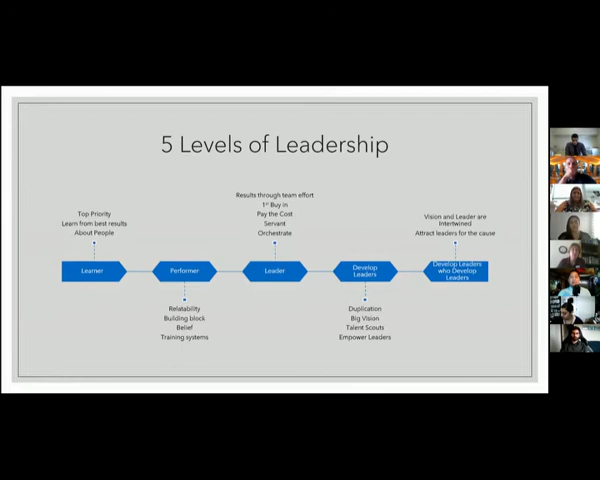 5 Levels of Leadership
Top Priority
Learn from best results
About People
Results through team effort
1st Buy in
Pay the Cost
Servant
Orchestrate
Vision and Leader are
Intertwined
Attract leaders for the cause
Learner
Performer
Leader
Develop
Leaders
Develop Leaders
who Develop
Leaders
Relatability
Building block
Belief
Training systems
Duplication
Big Vision
Talent Scouts
Empower Leaders